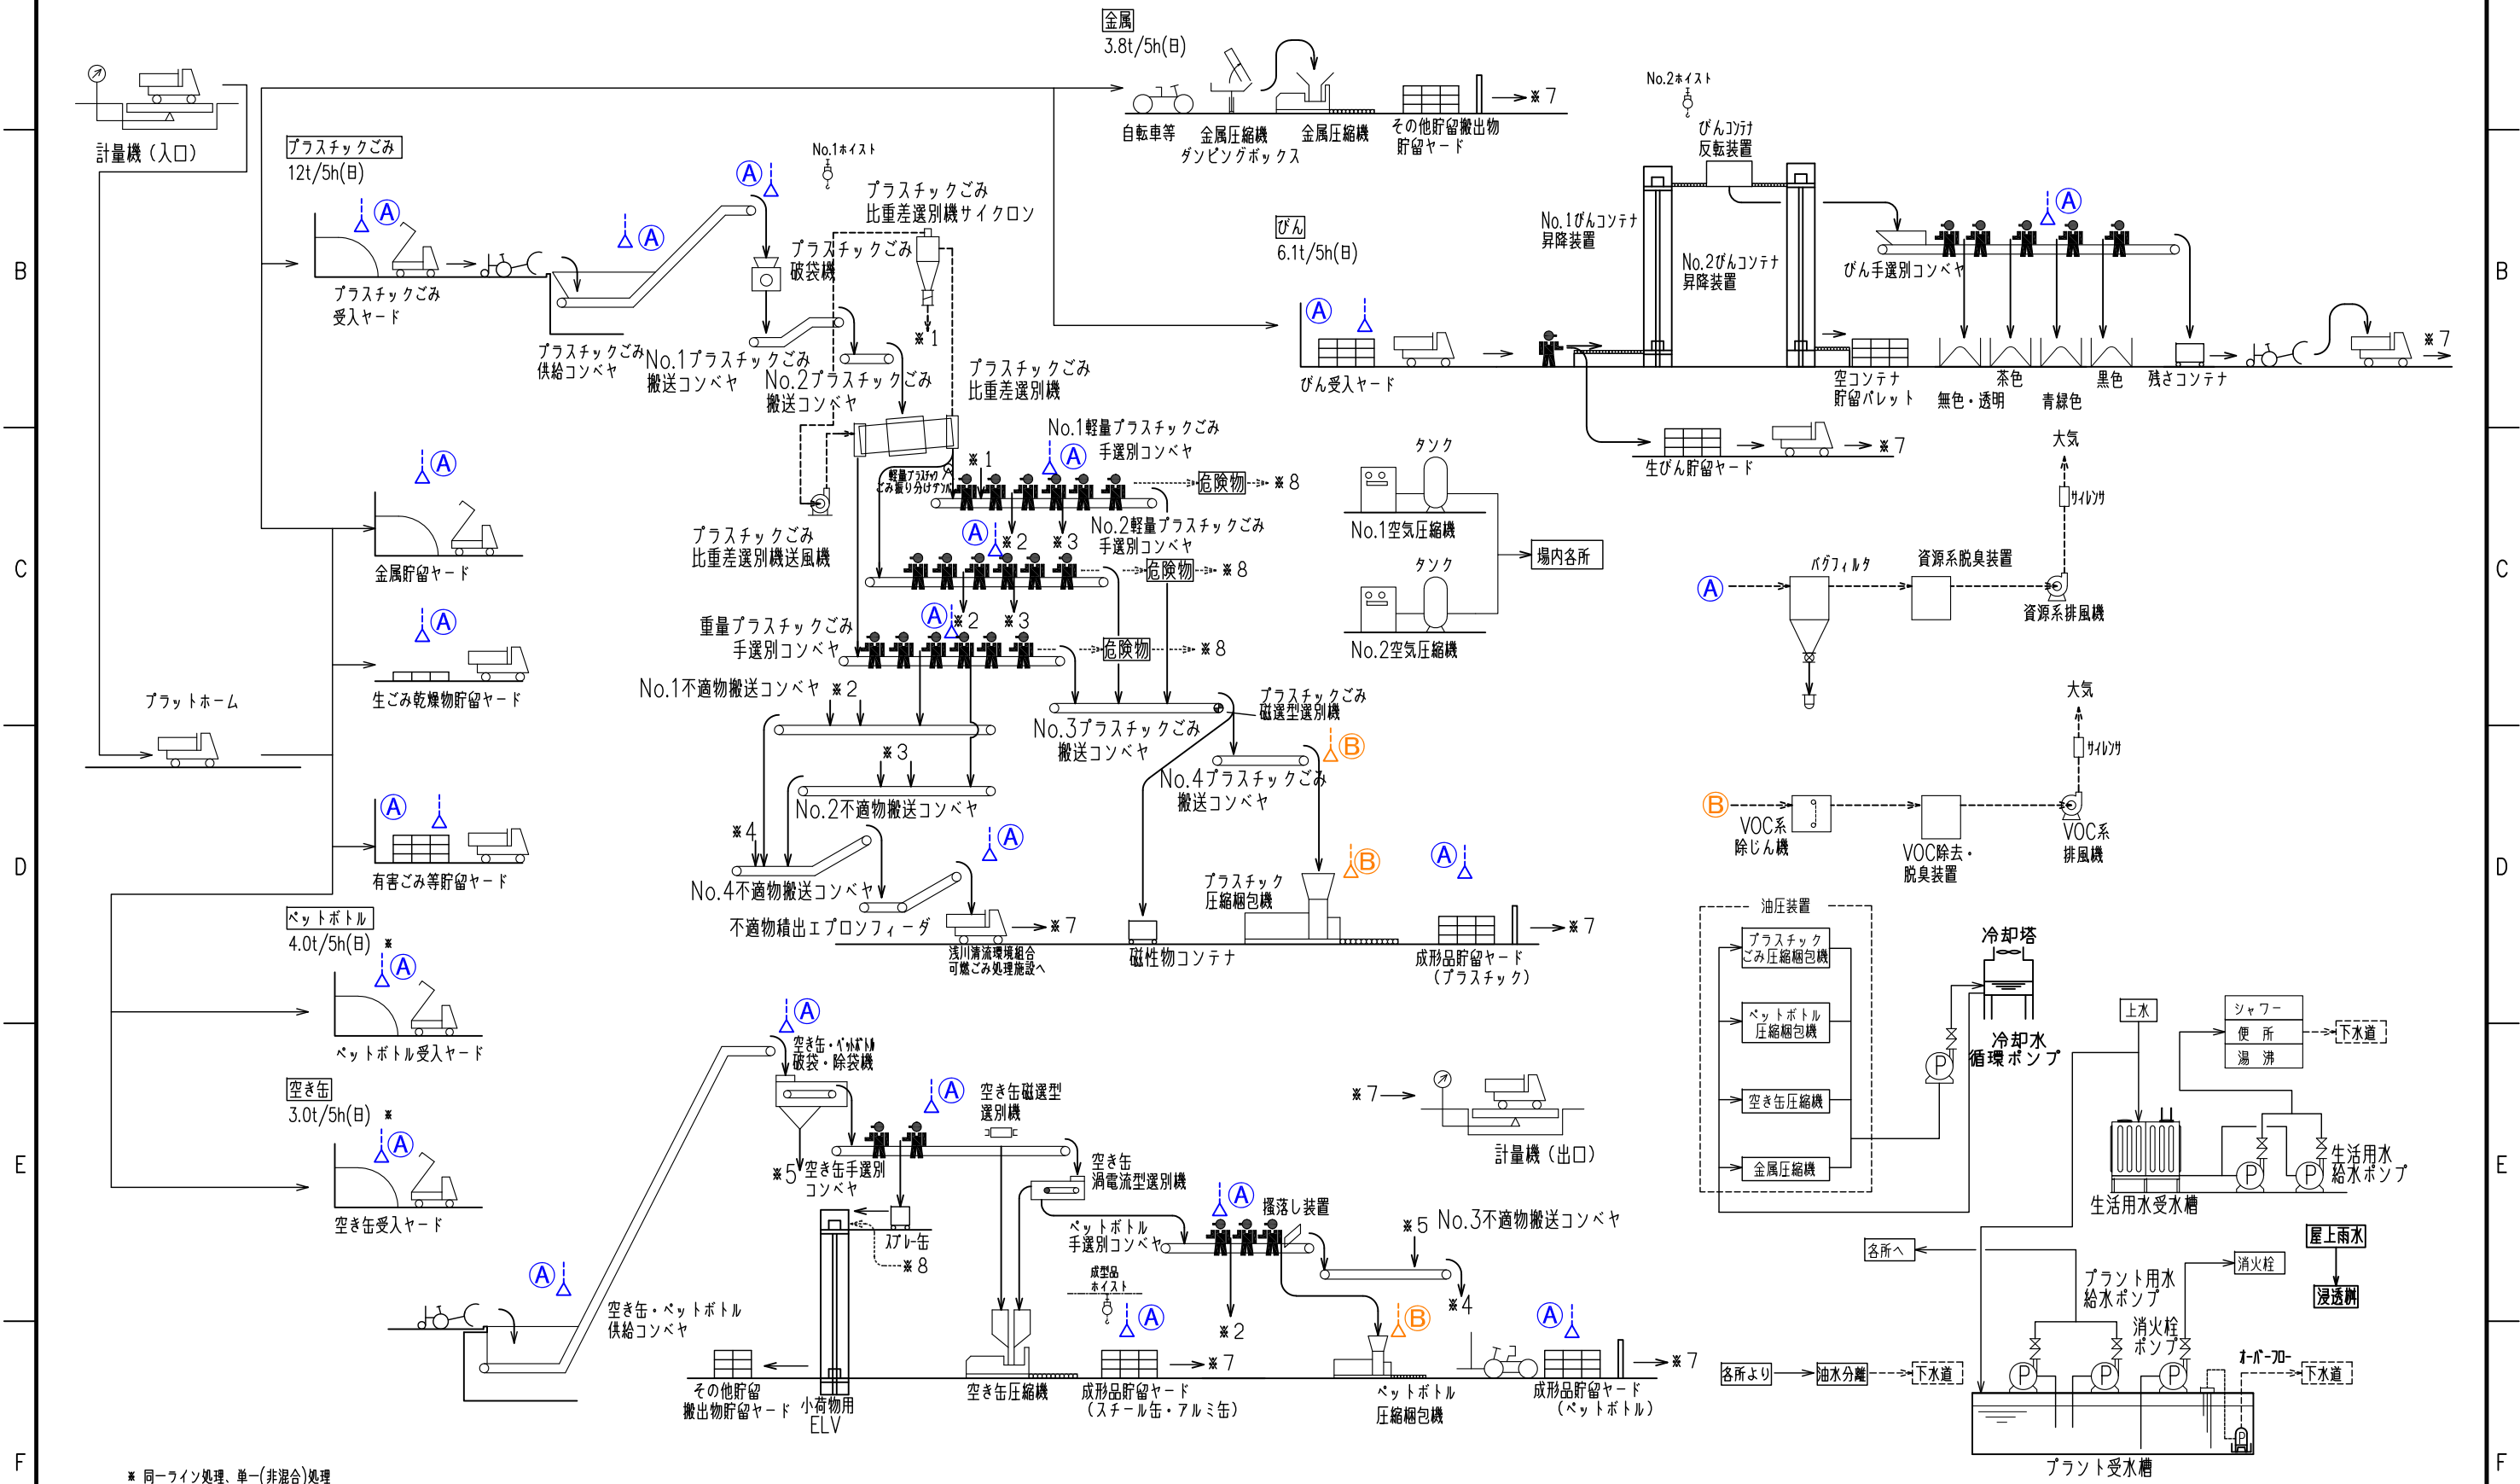 金属
3.8t/5h(日)
自転車等
金属圧縮機
ダンピングボックス
金属圧縮機
その他貯留搬出物
貯留ヤード
※7
No.2ホイスト
びんコンテナ
反転装置
計量機（入口）
プラスチックごみ
12t/5h(日)
A
A
A
No.1ホイスト
プラスチックごみ
比重差選別機サイクロン
プラスチックごみ
破袋機
※1
プラスチックごみ
受入ヤード
プラスチックごみ
供給コンベヤ
No.1プラスチックごみ
搬送コンベヤ
No.2プラスチックごみ
搬送コンベヤ
プラスチックごみ
比重差選別機
B
びん
6.1t/5h(日)
A
びん受入ヤード
No.1びんコンテナ
昇降装置
No.2びんコンテナ
昇降装置
A
びん手選別コンベヤ
空コンテナ
貯留パレット
無色・透明
茶色
青緑色
黒色
残さコンテナ
※7
B
生びん貯留ヤード
※7
No.1軽量プラスチックごみ
手選別コンベヤ
A
※1
軽量プラスチック
ごみ振り分けダンパ
危険物
※8
※2
※3
A
No.2軽量プラスチックごみ
手選別コンベヤ
プラスチックごみ
比重差選別機送風機
危険物
※8
※2
※3
A
重量プラスチックごみ
手選別コンベヤ
危険物
※8
A
金属貯留ヤード
C
タンク
No.1空気圧縮機
タンク
No.2空気圧縮機
場内各所
大気
サイレンサ
A
バグフィルタ
資源系脱臭装置
資源系排風機
C
A
生ごみ乾燥物貯留ヤード
プラットホーム
No.1不適物搬送コンベヤ
※2
No.3プラスチックごみ
搬送コンベヤ
プラスチックごみ
磁選型選別機
※3
No.2不適物搬送コンベヤ
No.4プラスチックごみ
搬送コンベヤ
B
大気
サイレンサ
B
VOC系
除じん機
VOC除去・
脱臭装置
VOC系
排風機
A
有害ごみ等貯留ヤード
D
※4
No.4不適物搬送コンベヤ
A
不適物積出エプロンフィーダ
※7
浅川清流環境組合
可燃ごみ処理施設へ
磁性物コンテナ
プラスチック
圧縮梱包機
B
A
成形品貯留ヤード
（プラスチック）
※7
D
ペットボトル
4.0t/5h(日) ※
A
ペットボトル受入ヤード
空き缶
3.0t/5h(日) ※
A
空き缶受入ヤード
油圧装置
プラスチック
ごみ圧縮梱包機
ペットボトル
圧縮梱包機
空き缶圧縮機
金属圧縮機
冷却塔
冷却水
循環ポンプ
P
上水
シャワー
便 所
湯 沸
下水道
P
P
生活用水
給水ポンプ
生活用水受水槽
E
A
空き缶・ペットボトル
破袋・除袋機
※5
空き缶手選別
コンベヤ
A
空き缶磁選型
選別機
空き缶
渦電流型選別機
スプレー缶
※8
ペットボトル
手選別コンベヤ
A
掻落し装置
※5
No.3不適物搬送コンベヤ
※4
※2
※7
計量機（出口）
E
A
空き缶・ペットボトル
供給コンベヤ
その他貯留
搬出物貯留ヤード
小荷物用
ELV
空き缶圧縮機
成型品
ホイスト
A
成形品貯留ヤード
（スチール缶・アルミ缶）
※7
B
ペットボトル
圧縮梱包機
A
成形品貯留ヤード
（ペットボトル）
※7
各所へ
プラント用水
給水ポンプ
消火栓
ポンプ
消火栓
屋上雨水
浸透桝
各所より
油水分離
下水道
P
P
P
オーバーフロー
下水道
P
プラント受水槽
F
F
※ 同一ライン処理、単一(非混合)処理